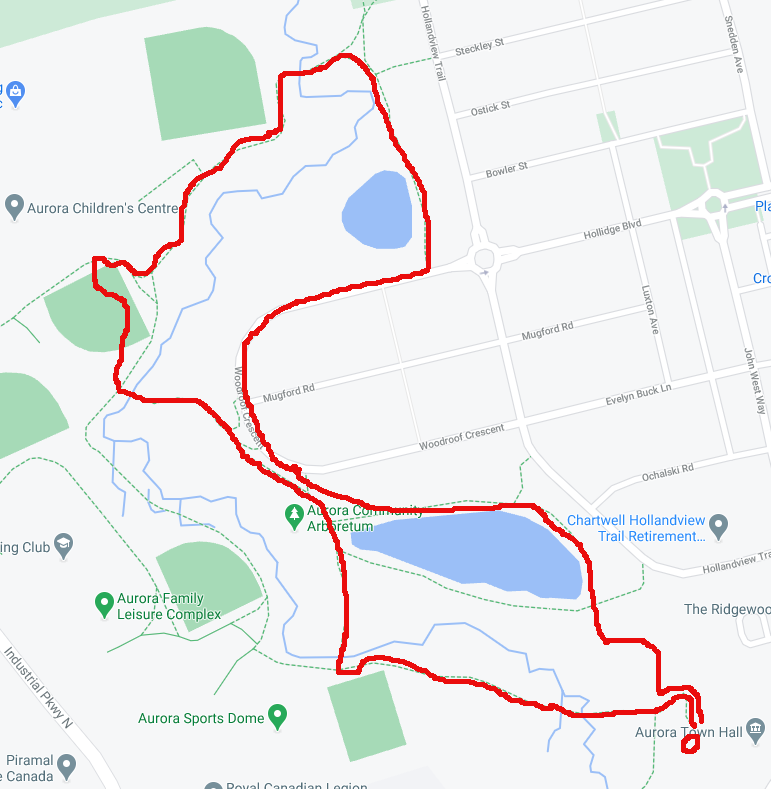 Hollandview Trail
Snedden Ave
Steckley St
Ostick St
Bowler St
Aurora Children's Centre
Pla
Hollidge Blvd
Cro
Luxton Ave
Mugford Rd
John West Way
Mugford Rd
Evelyn Buck Ln
Woodroof Crescent
Woodroof Crescent
Ochalski Rd
Aurora Community
Arboretum
Chartwell Hollandview
Trail Retirement...
ing Club
Hollandview Tra
Aurora Family
Leisure Complex
The Ridgewoo
Industrial Pkwy N
Aurora Sports Dome
Aurora Town Hall
Piramal
e Canada
Royal Canadian Legion